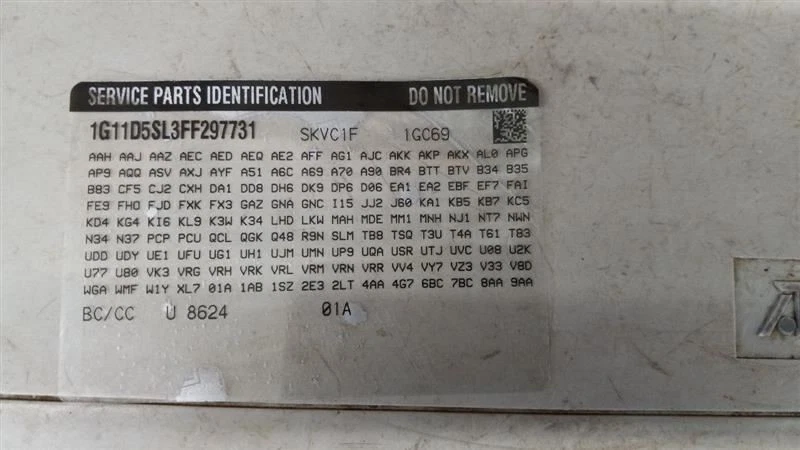 SERVICE PARTS IDENTIFICATION DO NOT REMOVE
1G11D5SL3FF297731 SKVC1F 1GC69
AAH AAJ AAZ AEC AED AEQ AE2 AFF AG1 AJC AKK AKP AKX AL0 APG
AP9 AQQ ASV AXJ AYF A51 A6C A69 A70 A90 BR4 BTT BTV B34 B35
B83 CF5 CJ2 CXH DA1 DD8 DH6 DK9 DP6 D06 EA1 EA2 EBF EF7 FAI
FE9 FHO FJD FXK FX3 GAZ GNA GNC I15 JJ2 J60 KA1 KB5 KB7 KC5
KD4 KG4 KI6 KL9 K3W K34 LHD LKW MAH MDE MM1 MNH NJ1 NT7 NWN
N34 N37 PCP PCU QCL QGK Q48 R9N SLM TB8 TSQ T3U T4A T61 T83
UDD UDY UE1 UFU UG1 UH1 UJM UMN UP9 UQA USR UTJ UVC U08 U2K
U77 U80 VK3 VRG VRH VRK VRL VRM VRN VRR VV4 VY7 VZ3 V33 V8D
WGA WMF W1Y XL7 01A 1AB 1SZ 2E3 2LT 4AA 4G7 6BC 7BC 8AA 9AA
BC/CC U 8624 01A